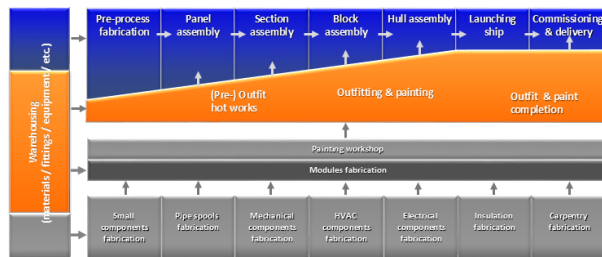 Pre-process
fabrication
Panel
assembly
Section
assembly
Block
assembly
Hull assembly
Launching
ship
Commissioning
& delivery
Warehousing
(materials / fittings / equipment / etc.)
(Pre-) Outfit
hot works
Outfitting & painting
Outfit & paint
completion
Painting workshop
Modules fabrication
Small
components
fabrication
Pipe spools
fabrication
Mechanical
components
fabrication
HVAC
components
fabrication
Electrical
components
fabrication
Insulation
fabrication
Carpentry
fabrication